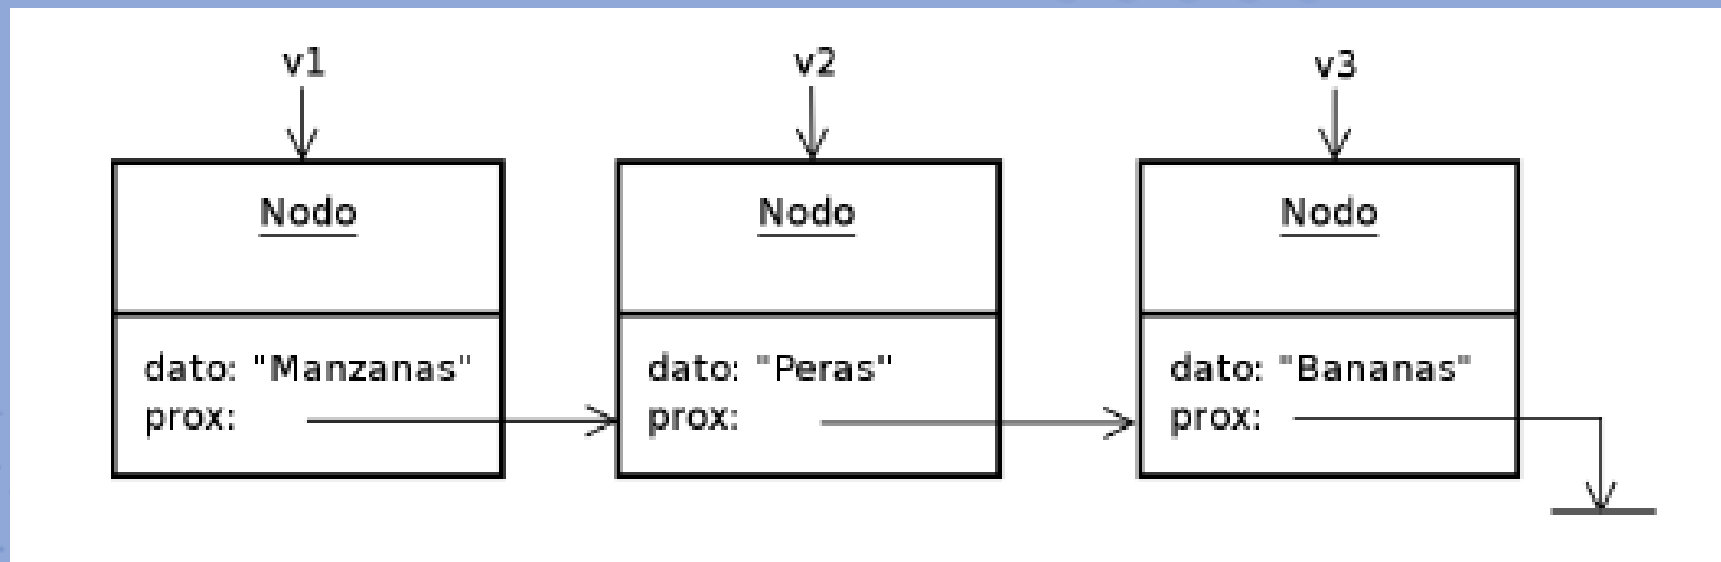 v1
v2
v3
Nodo
Nodo
Nodo
dato: "Manzanas"
prox:
dato: "Peras"
prox:
dato: "Bananas"
prox: